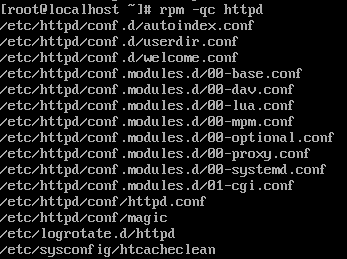 [root@localhost ~]# rpm -qc httpd
/etc/httpd/conf.d/autoindex.conf
/etc/httpd/conf.d/userdir.conf
/etc/httpd/conf.d/welcome.conf
/etc/httpd/conf.modules.d/00-base.conf
/etc/httpd/conf.modules.d/00-dav.conf
/etc/httpd/conf.modules.d/00-lua.conf
/etc/httpd/conf.modules.d/00-mpm.conf
/etc/httpd/conf.modules.d/00-optional.conf
/etc/httpd/conf.modules.d/00-proxy.conf
/etc/httpd/conf.modules.d/00-systemd.conf
/etc/httpd/conf.modules.d/01-cgi.conf
/etc/httpd/conf/httpd.conf
/etc/httpd/conf/magic
/etc/logrotate.d/httpd
/etc/sysconfig/htcacheclean